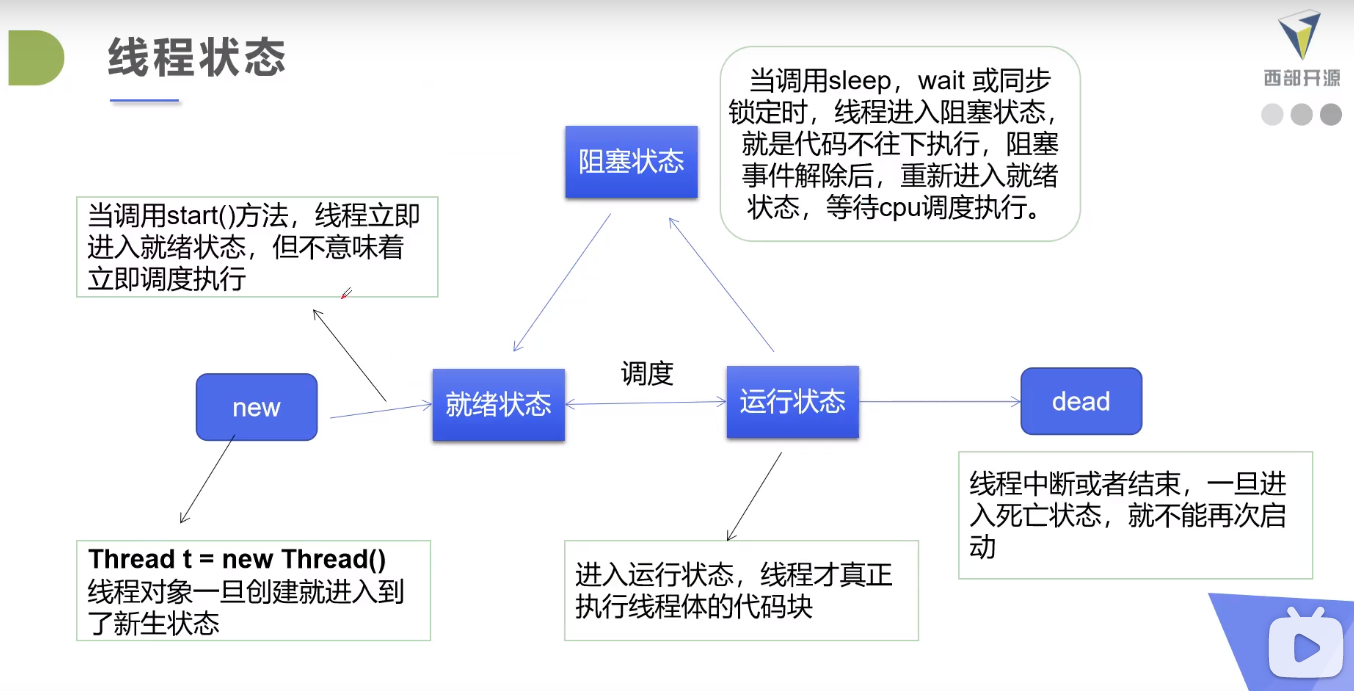 线程状态
西部开源
当调用sleep，wait 或同步
锁定时，线程进入阻塞状态，
就是代码不往下执行，阻塞
事件解除后，重新进入就绪
状态，等待cpu调度执行。
阻塞状态
当调用start()方法，线程立即
进入就绪状态，但不意味着
立即调度执行
调度
new
就绪状态
运行状态
dead
线程中断或者结束，一旦进
入死亡状态，就不能再次启
动
Thread t = new Thread()
线程对象一旦创建就进入到
了新生状态
进入运行状态，线程才真正
执行线程体的代码块